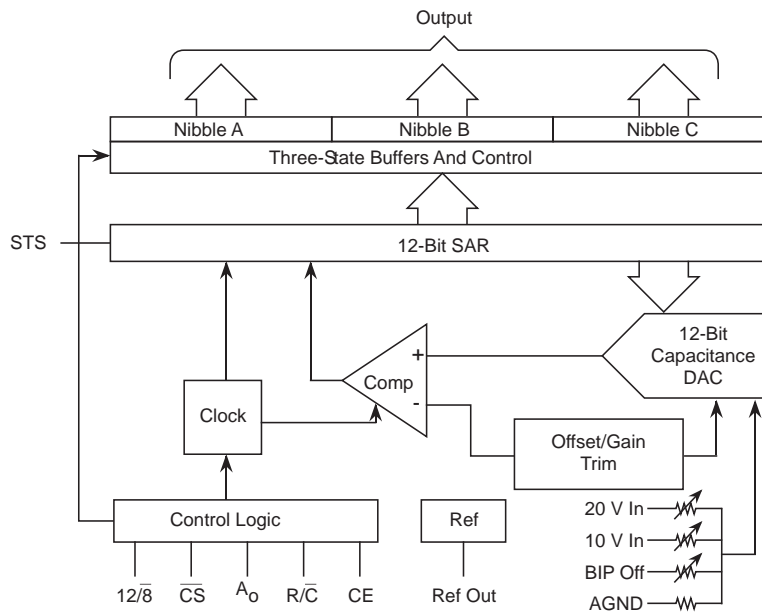 Output
Nibble A
Nibble B
Nibble C
Three-State Buffers And Control
STS
12-Bit SAR
12-Bit
Capacitance
DAC
+
Comp
-
Clock
Offset/Gain
Trim
Control Logic
Ref
20 V In
10 V In
BIP Off
AGND
12/8̅
C̅S̅
Ao
R/C̅
CE
Ref Out